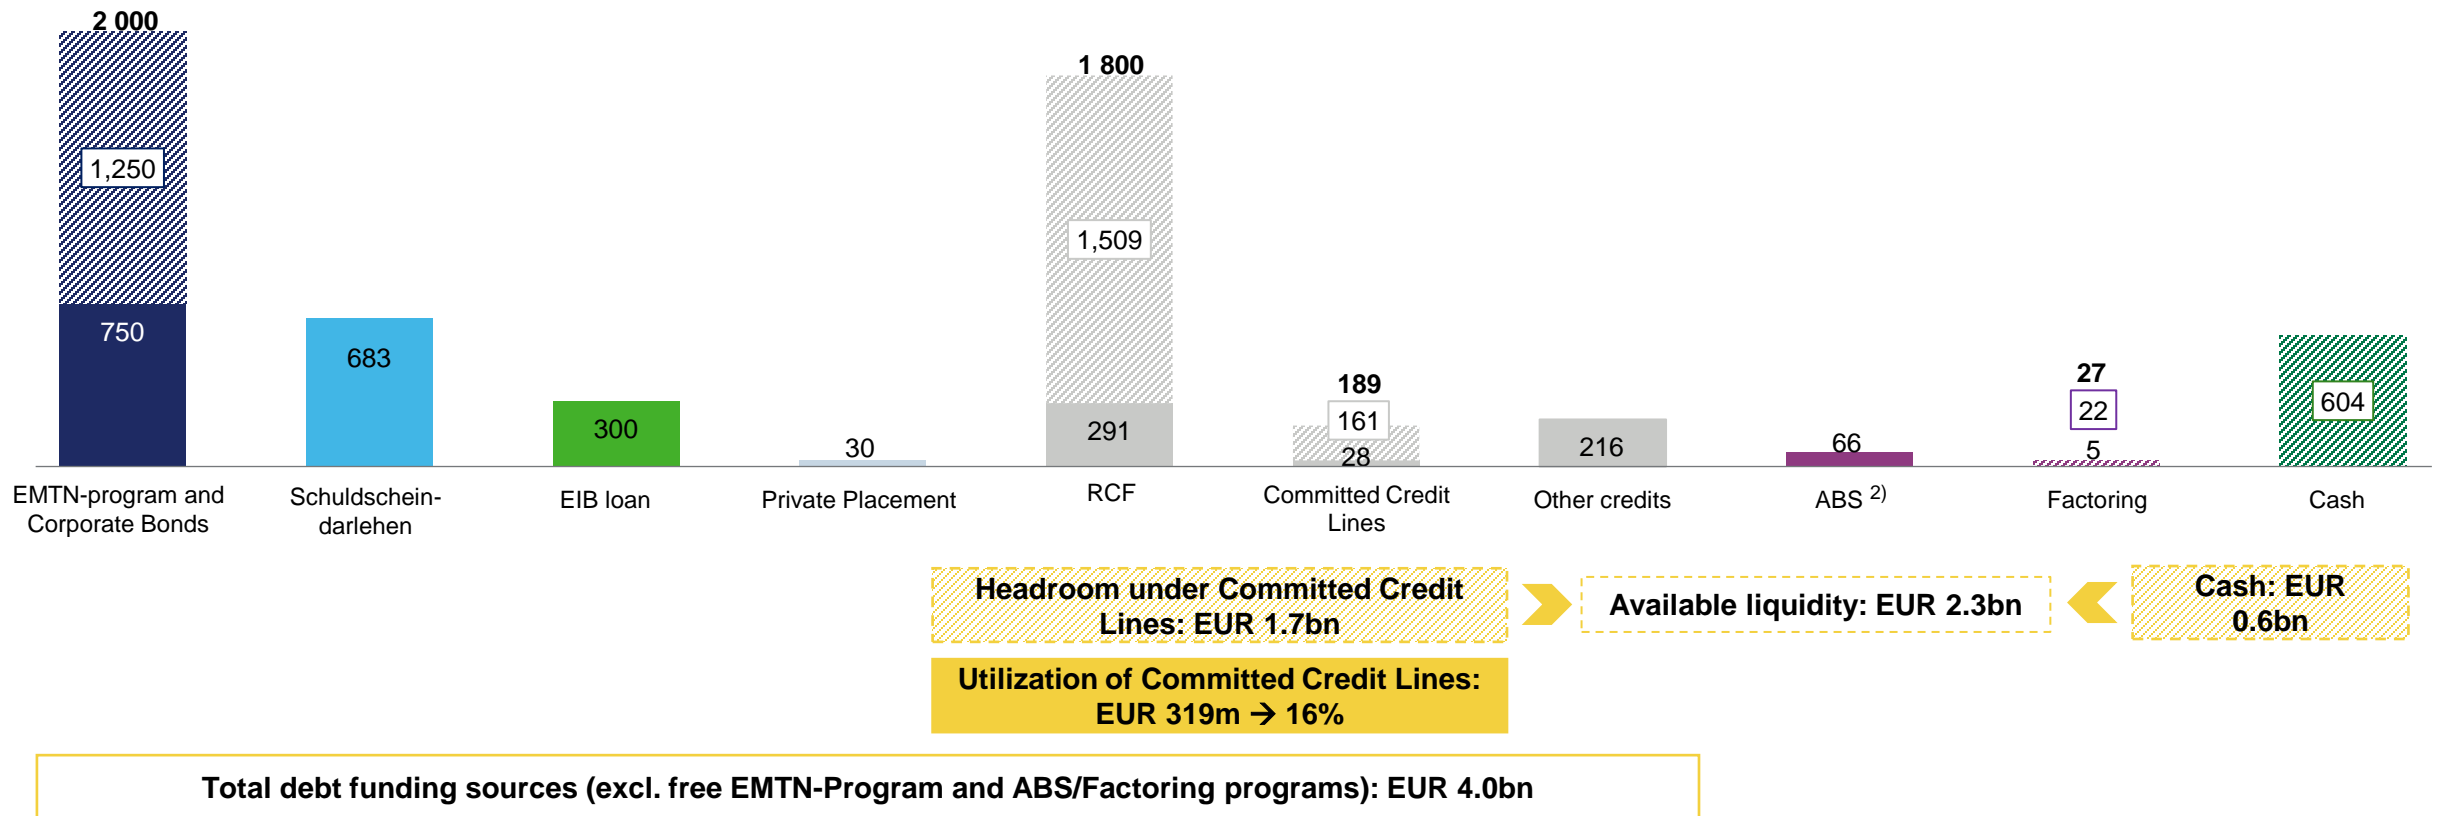 2 000
1,250
750
683
300
30
1 800
1,509
291
189
161
28
216
66
27
22
5
604
EMTN-program and
Corporate Bonds
Schuldschein-
darlehen
EIB loan
Private Placement
RCF
Committed Credit
Lines
Other credits
ABS 2)
Factoring
Cash
Headroom under Committed Credit
Lines: EUR 1.7bn
Available liquidity: EUR 2.3bn
Cash: EUR
0.6bn
Utilization of Committed Credit Lines:
EUR 319m → 16%
Total debt funding sources (excl. free EMTN-Program and ABS/Factoring programs): EUR 4.0bn